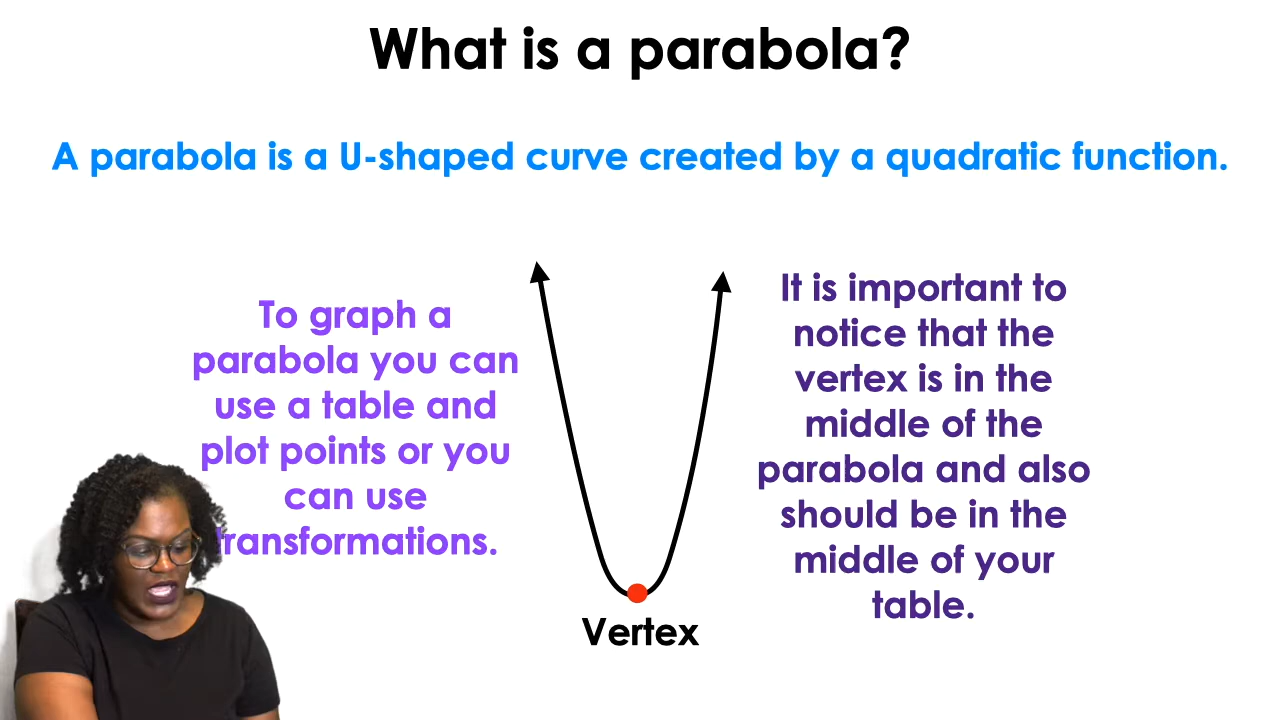 What is a parabola?
A parabola is a U-shaped curve created by a quadratic function.
To graph a
parabola you can
use a table and
plot points or you
can use
transformations.
It is important to
notice that the
vertex is in the
middle of the
parabola and also
should be in the
middle of your
table.
Vertex